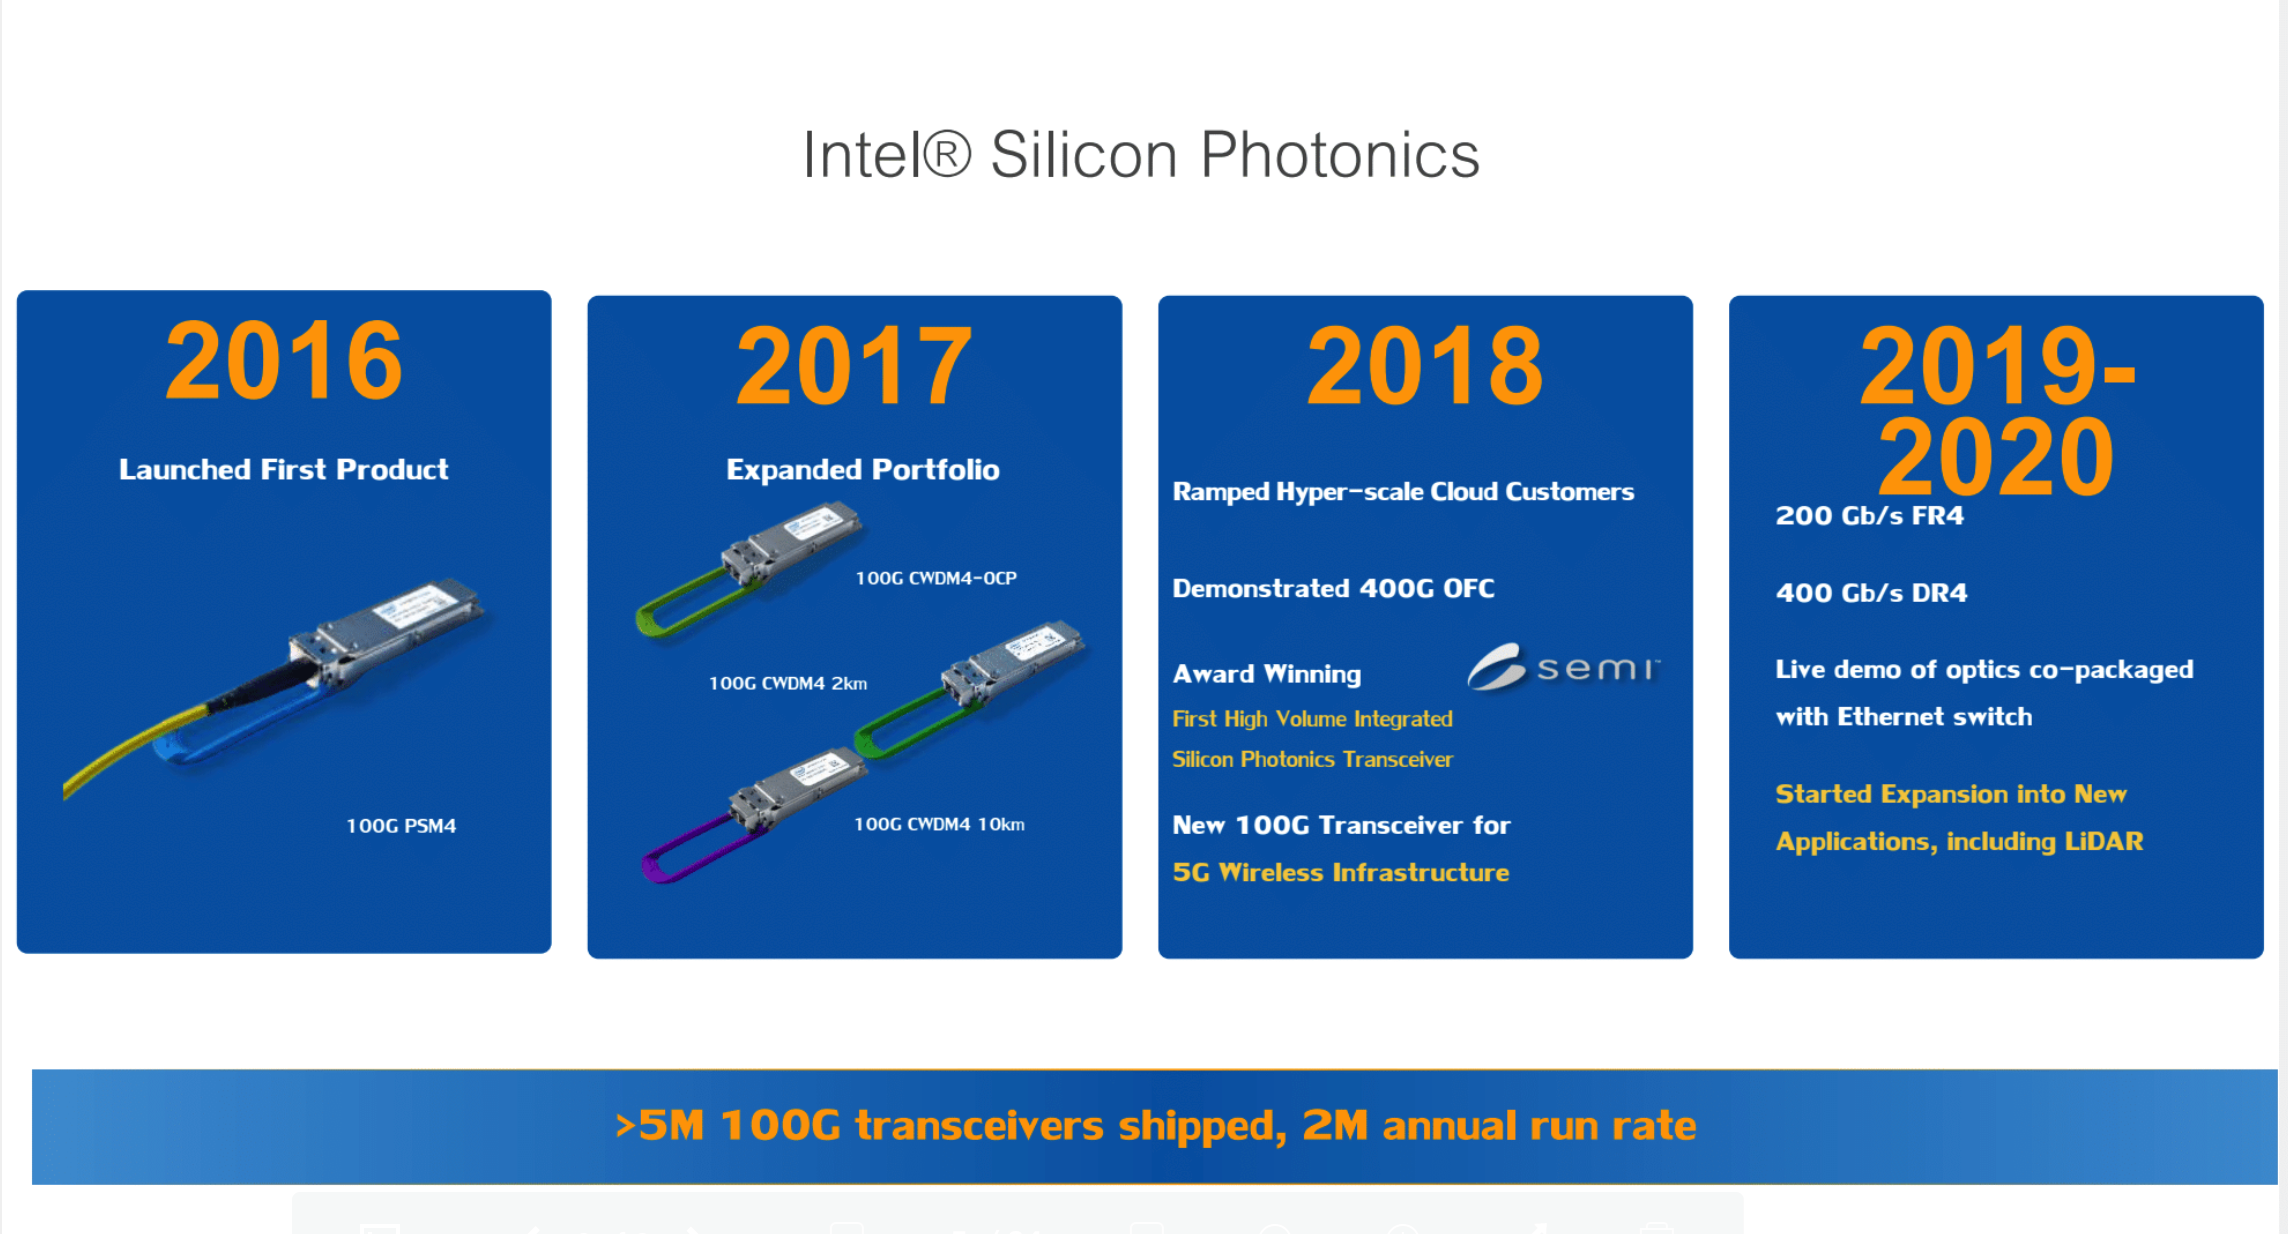 Intel® Silicon Photonics
2016
Launched First Product
100G PSM4
2017
Expanded Portfolio
100G CWDM4-OCP
100G CWDM4 2km
100G CWDM4 10km
2018
Ramped Hyper-scale Cloud Customers
Demonstrated 400G OFC
Award Winning
semi™
First High Volume Integrated
Silicon Photonics Transceiver
New 100G Transceiver for
5G Wireless Infrastructure
2019-
2020
200 Gb/s FR4
400 Gb/s DR4
Live demo of optics co-packaged
with Ethernet switch
Started Expansion into New
Applications, including LiDAR
>5M 100G transceivers shipped, 2M annual run rate